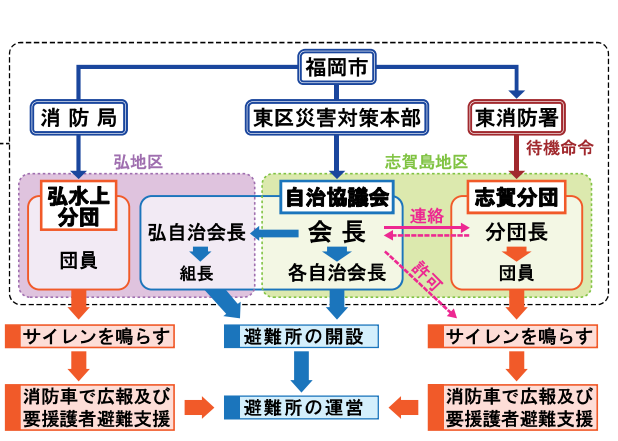 福岡市
消防局
東区災害対策本部
東消防署
待機命令
弘地区
志賀島地区
弘水上
分団
自治協議会
志賀分団
団員
弘自治会長
組長
会長
各自治会長
連絡
許可
分団長
団員
サイレンを鳴らす
避難所の開設
サイレンを鳴らす
消防車で広報及び
要援護者避難支援
避難所の運営
消防車で広報及び
要援護者避難支援